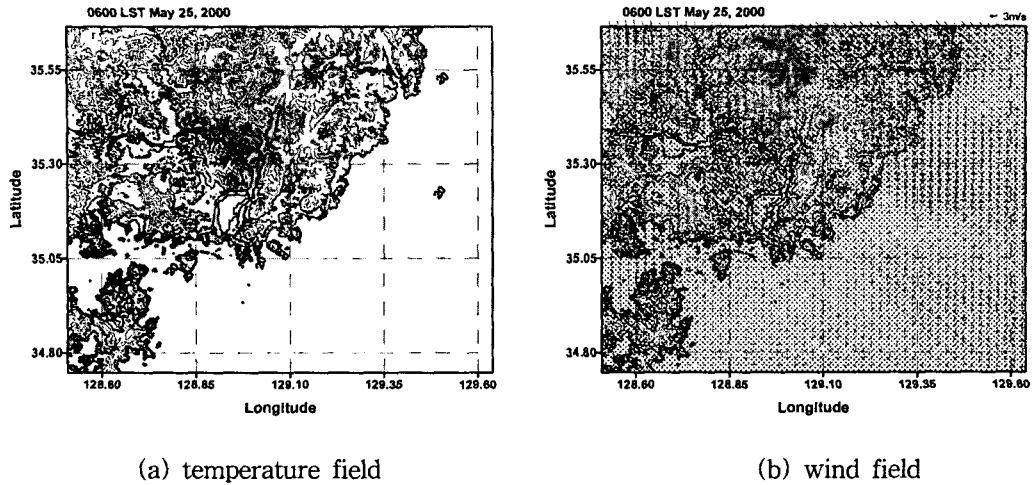 0600 LST May 25, 2000
Latitude
35.55
35.30
35.05
34.80
20
20
128.60 128.85 129.10 129.35 129.60
Longitude
(a) temperature field
0600 LST May 25, 2000
← 3m/s
Latitude
35.55
35.30
35.05
34.80
128.60 128.85 129.10 129.35 129.60
Longitude
(b) wind field